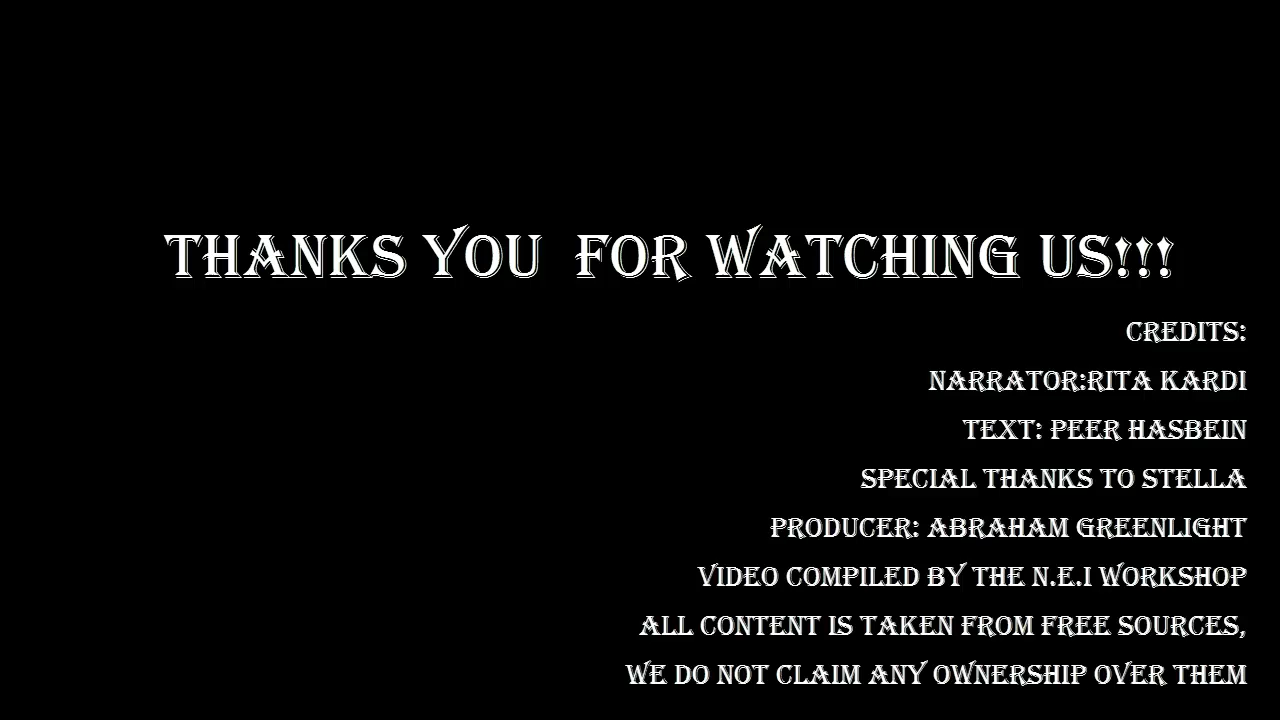 THANKS YOU FOR WATCHING US!!!
CREDITS:
NARRATOR:RITA KARDI
TEXT: PEER HASBEIN
SPECIAL THANKS TO STELLA
PRODUCER: ABRAHAM GREENLIGHT
VIDEO COMPILED BY THE N.E.I WORKSHOP
ALL CONTENT IS TAKEN FROM FREE SOURCES,
WE DO NOT CLAIM ANY OWNERSHIP OVER THEM